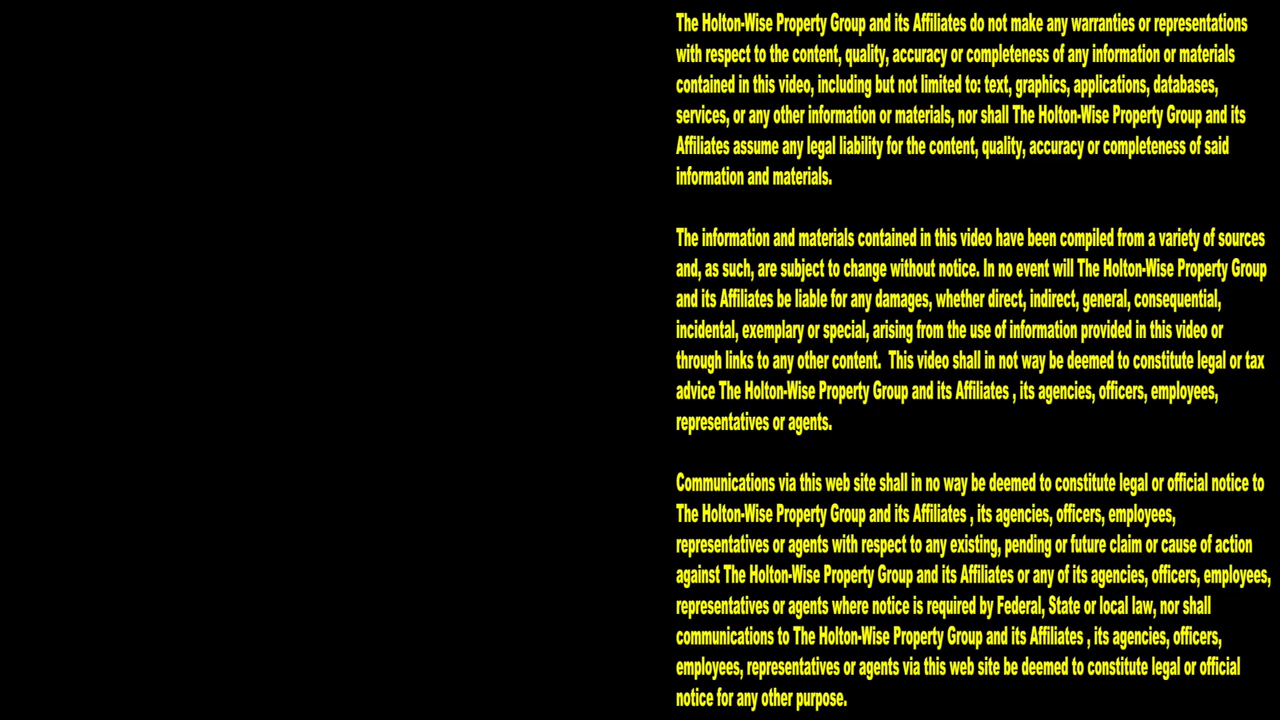 The Holton-Wise Property Group and its Affiliates do not make any warranties or representations
with respect to the content, quality, accuracy or completeness of any information or materials
contained in this video, including but not limited to: text, graphics, applications, databases,
services, or any other information or materials, nor shall The Holton-Wise Property Group and its
Affiliates assume any legal liability for the content, quality, accuracy or completeness of said
information and materials.
The information and materials contained in this video have been compiled from a variety of sources
and, as such, are subject to change without notice. In no event will The Holton-Wise Property Group
and its Affiliates be liable for any damages, whether direct, indirect, general, consequential,
incidental, exemplary or special, arising from the use of information provided in this video or
through links to any other content.  This video shall in not way be deemed to constitute legal or tax
advice The Holton-Wise Property Group and its Affiliates , its agencies, officers, employees,
representatives or agents.
Communications via this web site shall in no way be deemed to constitute legal or official notice to
The Holton-Wise Property Group and its Affiliates , its agencies, officers, employees,
representatives or agents with respect to any existing, pending or future claim or cause of action
against The Holton-Wise Property Group and its Affiliates or any of its agencies, officers, employees,
representatives or agents where notice is required by Federal, State or local law, nor shall
communications to The Holton-Wise Property Group and its Affiliates , its agencies, officers,
employees, representatives or agents via this web site be deemed to constitute legal or official
notice for any other purpose.